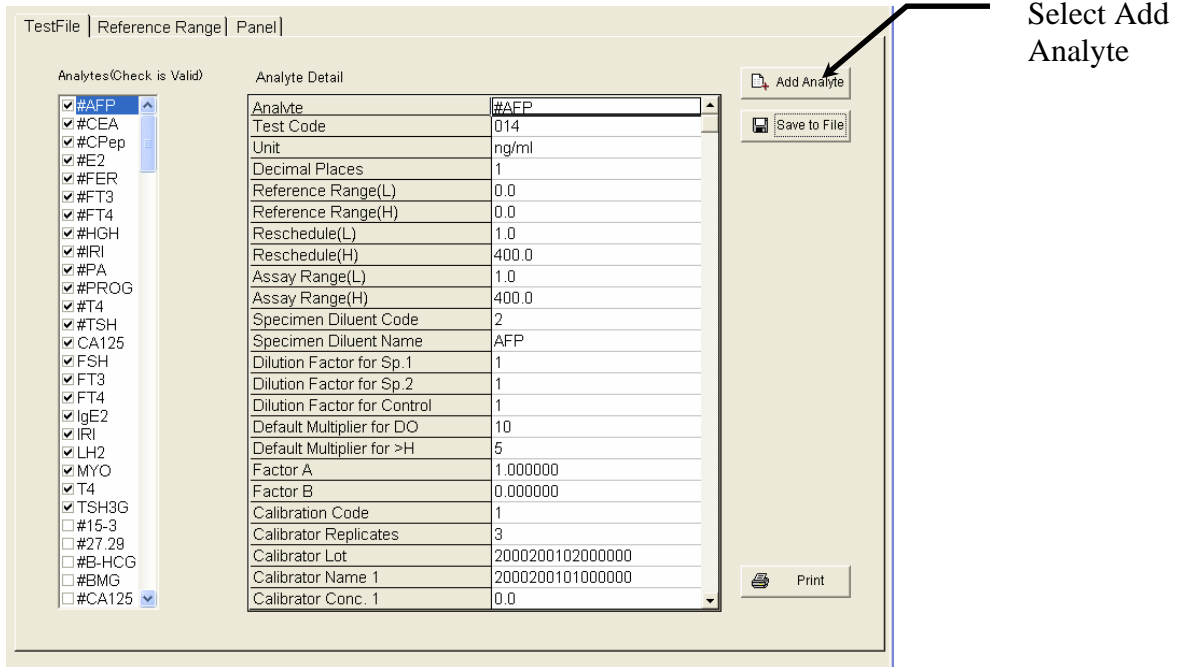 Select Add
Analyte
TestFile Reference Range Panel
Analytes(Check is Valid)
#AFP
#CEA
#CPep
#E2
#FER
#FT3
#FT4
#HGH
#IRI
#PA
#PROG
#T4
#TSH
CA125
FSH
FT3
FT4
IgE2
IRI
LH2
MYO
T4
TSH3G
#15-3
#27.29
#B-HCG
#BMG
#CA125
Analyte Detail
Analyte #AFP
Test Code 014
Unit ng/ml
Decimal Places 1
Reference Range(L) 0.0
Reference Range(H) 0.0
Reschedule(L) 1.0
Reschedule(H) 400.0
Assay Range(L) 1.0
Assay Range(H) 400.0
Specimen Diluent Code 2
Specimen Diluent Name AFP
Dilution Factor for Sp.1 1
Dilution Factor for Sp.2 1
Dilution Factor for Control 1
Default Multiplier for DO 10
Default Multiplier for >H 5
Factor A 1.000000
Factor B 0.000000
Calibration Code 1
Calibrator Replicates 3
Calibrator Lot 2000200102000000
Calibrator Name 1 2000200101000000
Calibrator Conc. 1 0.0
Add Analyte
Save to File
Print